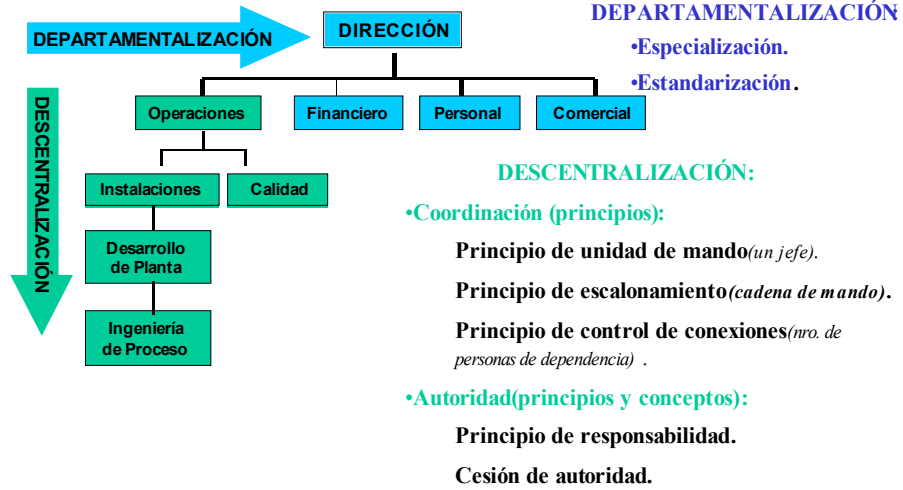 DEPARTAMENTALIZACIÓN
DIRECCIÓN
Operaciones
Financiero
Personal
Comercial
DESCENTRALIZACIÓN
Instalaciones
Calidad
Desarrollo
de Planta
Ingeniería
de Proceso
DEPARTAMENTALIZACIÓN:
•Especialización.
•Estandarización.
DESCENTRALIZACIÓN:
•Coordinación (principios):
Principio de unidad de mando(un jefe).
Principio de escalonamiento(cadena de mando).
Principio de control de conexiones(nro. de
personas de dependencia) .
•Autoridad(principios y conceptos):
Principio de responsabilidad.
Cesión de autoridad.